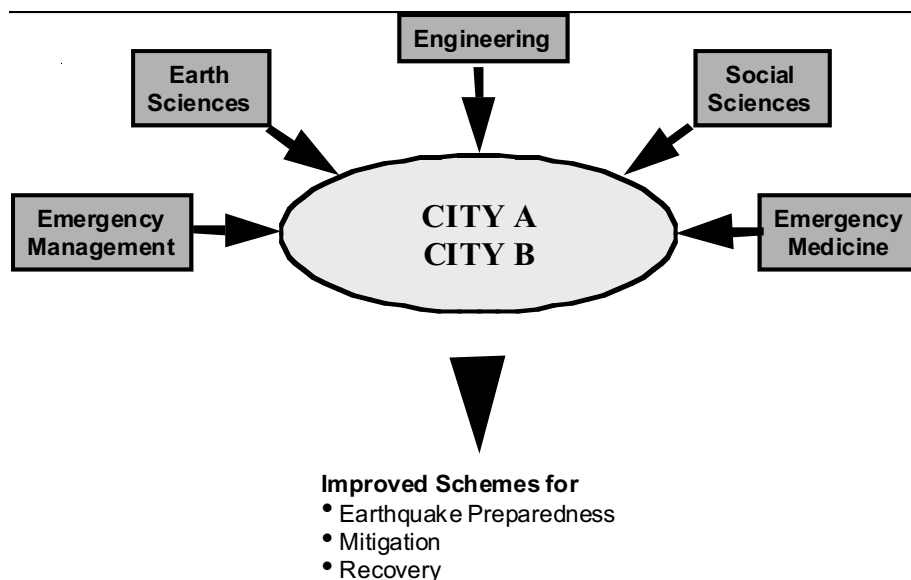 Engineering
Earth
Sciences
Social
Sciences
Emergency
Management
CITY A
CITY B
Emergency
Medicine
Improved Schemes for
• Earthquake Preparedness
• Mitigation
• Recovery